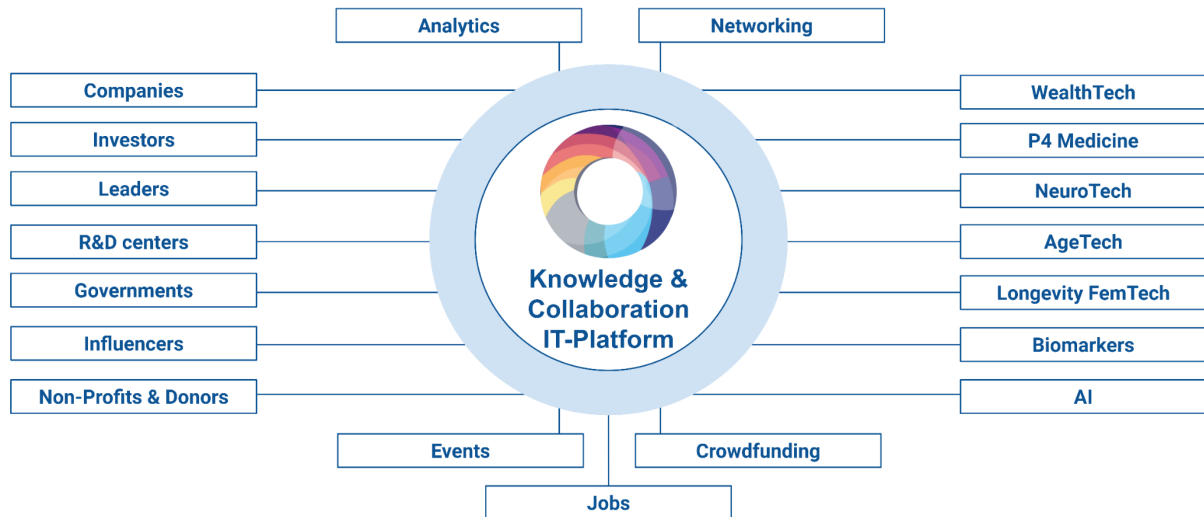 Analytics
Networking
Companies
Investors
Leaders
R&D centers
Governments
Influencers
Non-Profits & Donors
Knowledge &
Collaboration
IT-Platform
WealthTech
P4 Medicine
NeuroTech
AgeTech
Longevity FemTech
Biomarkers
AI
Events
Crowdfunding
Jobs